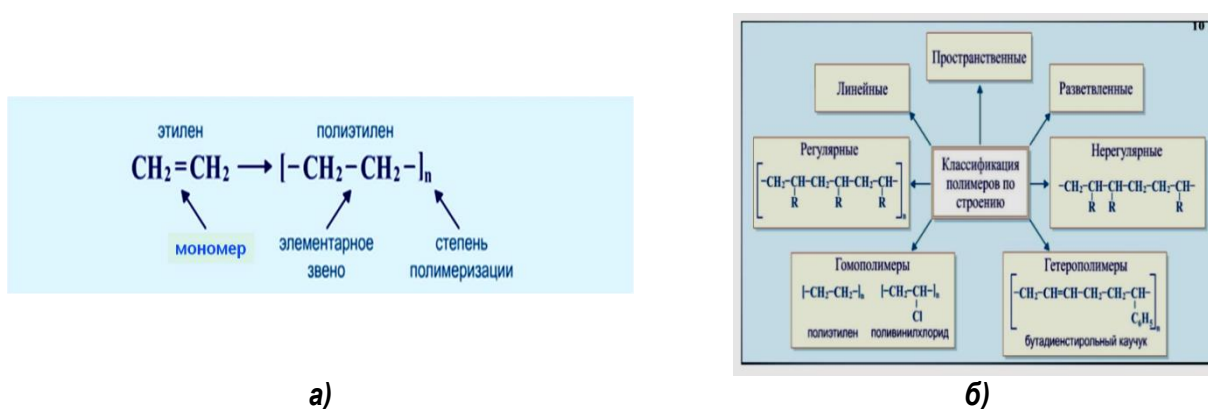 этилен полиэтилен
CH₂=CH₂ → [–CH₂–CH₂–]ₙ
мономер элементарное степень
звено полимеризации
а)
10
Пространственные
Линейные Разветвленные
Регулярные
[–CH₂–CH–CH₂–CH–CH₂–CH–]ₙ
R R R
Классификация
полимеров по
строению
Нерегулярные
–CH₂–CH–CH–CH₂–CH₂–CH–
R R R
Гомополимеры
[–CH₂–CH₂–]ₙ [–CH₂–CH–]ₙ
Cl
полиэтилен поливинилхлорид
Гетерополимеры
[–CH₂–CH=CH–CH₂–CH₂–CH–]ₙ
C₆H₅
бутадиенстирольный каучук
б)